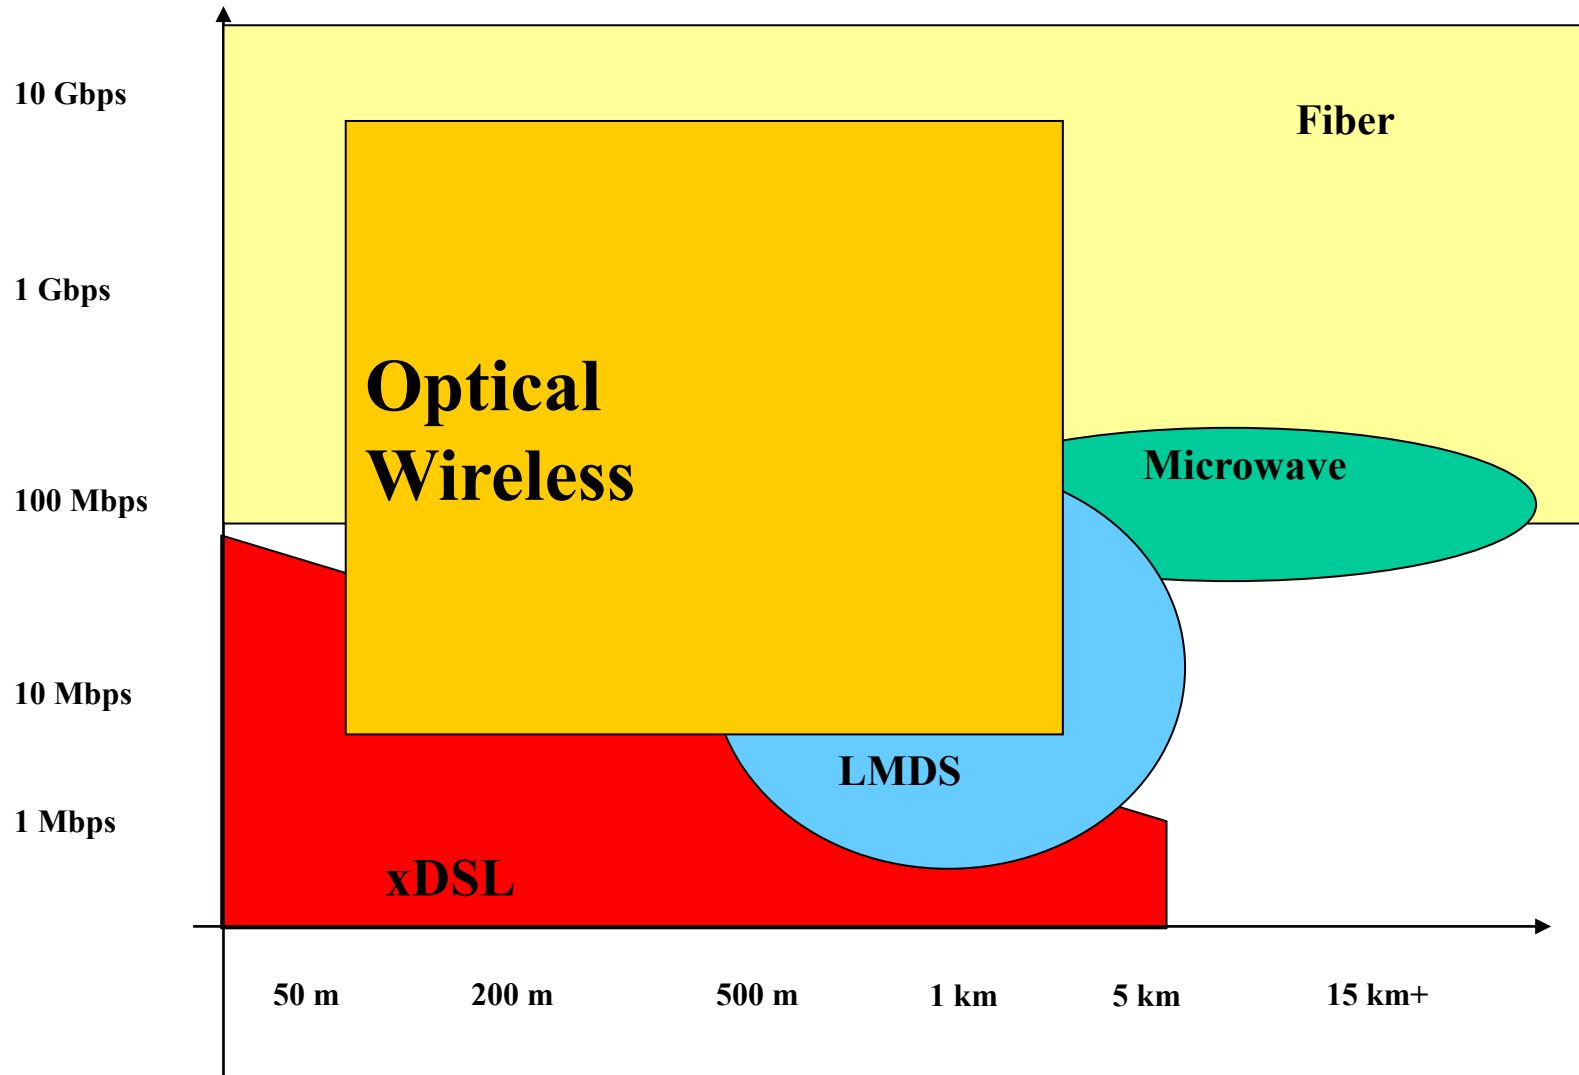 10 Gbps
Fiber
1 Gbps
Optical
Wireless
Microwave
100 Mbps
10 Mbps
LMDS
1 Mbps
xDSL
50 m
200 m
500 m
1 km
5 km
15 km+